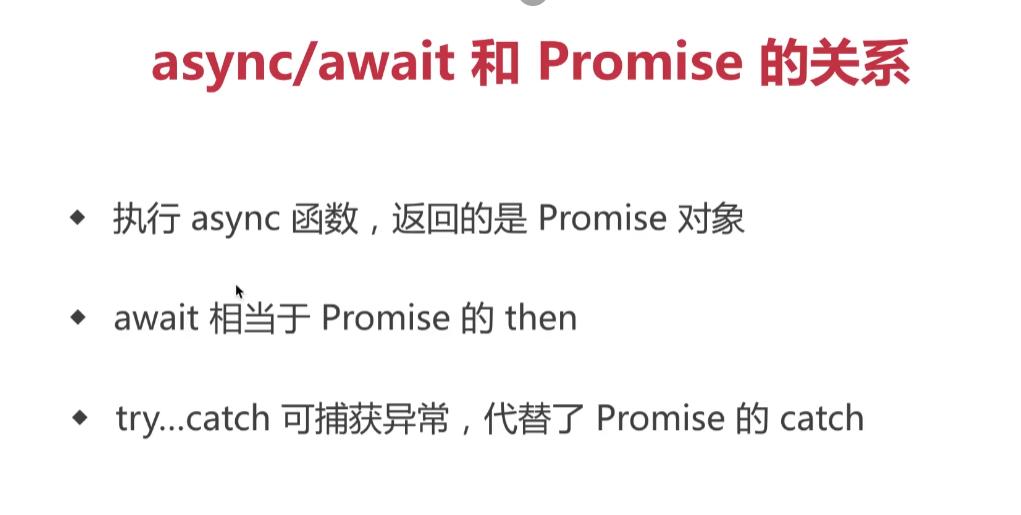 async/await 和 Promise 的关系
执行 async 函数，返回的是 Promise 对象
await 相当于 Promise 的 then
try...catch 可捕获异常，代替了 Promise 的 catch